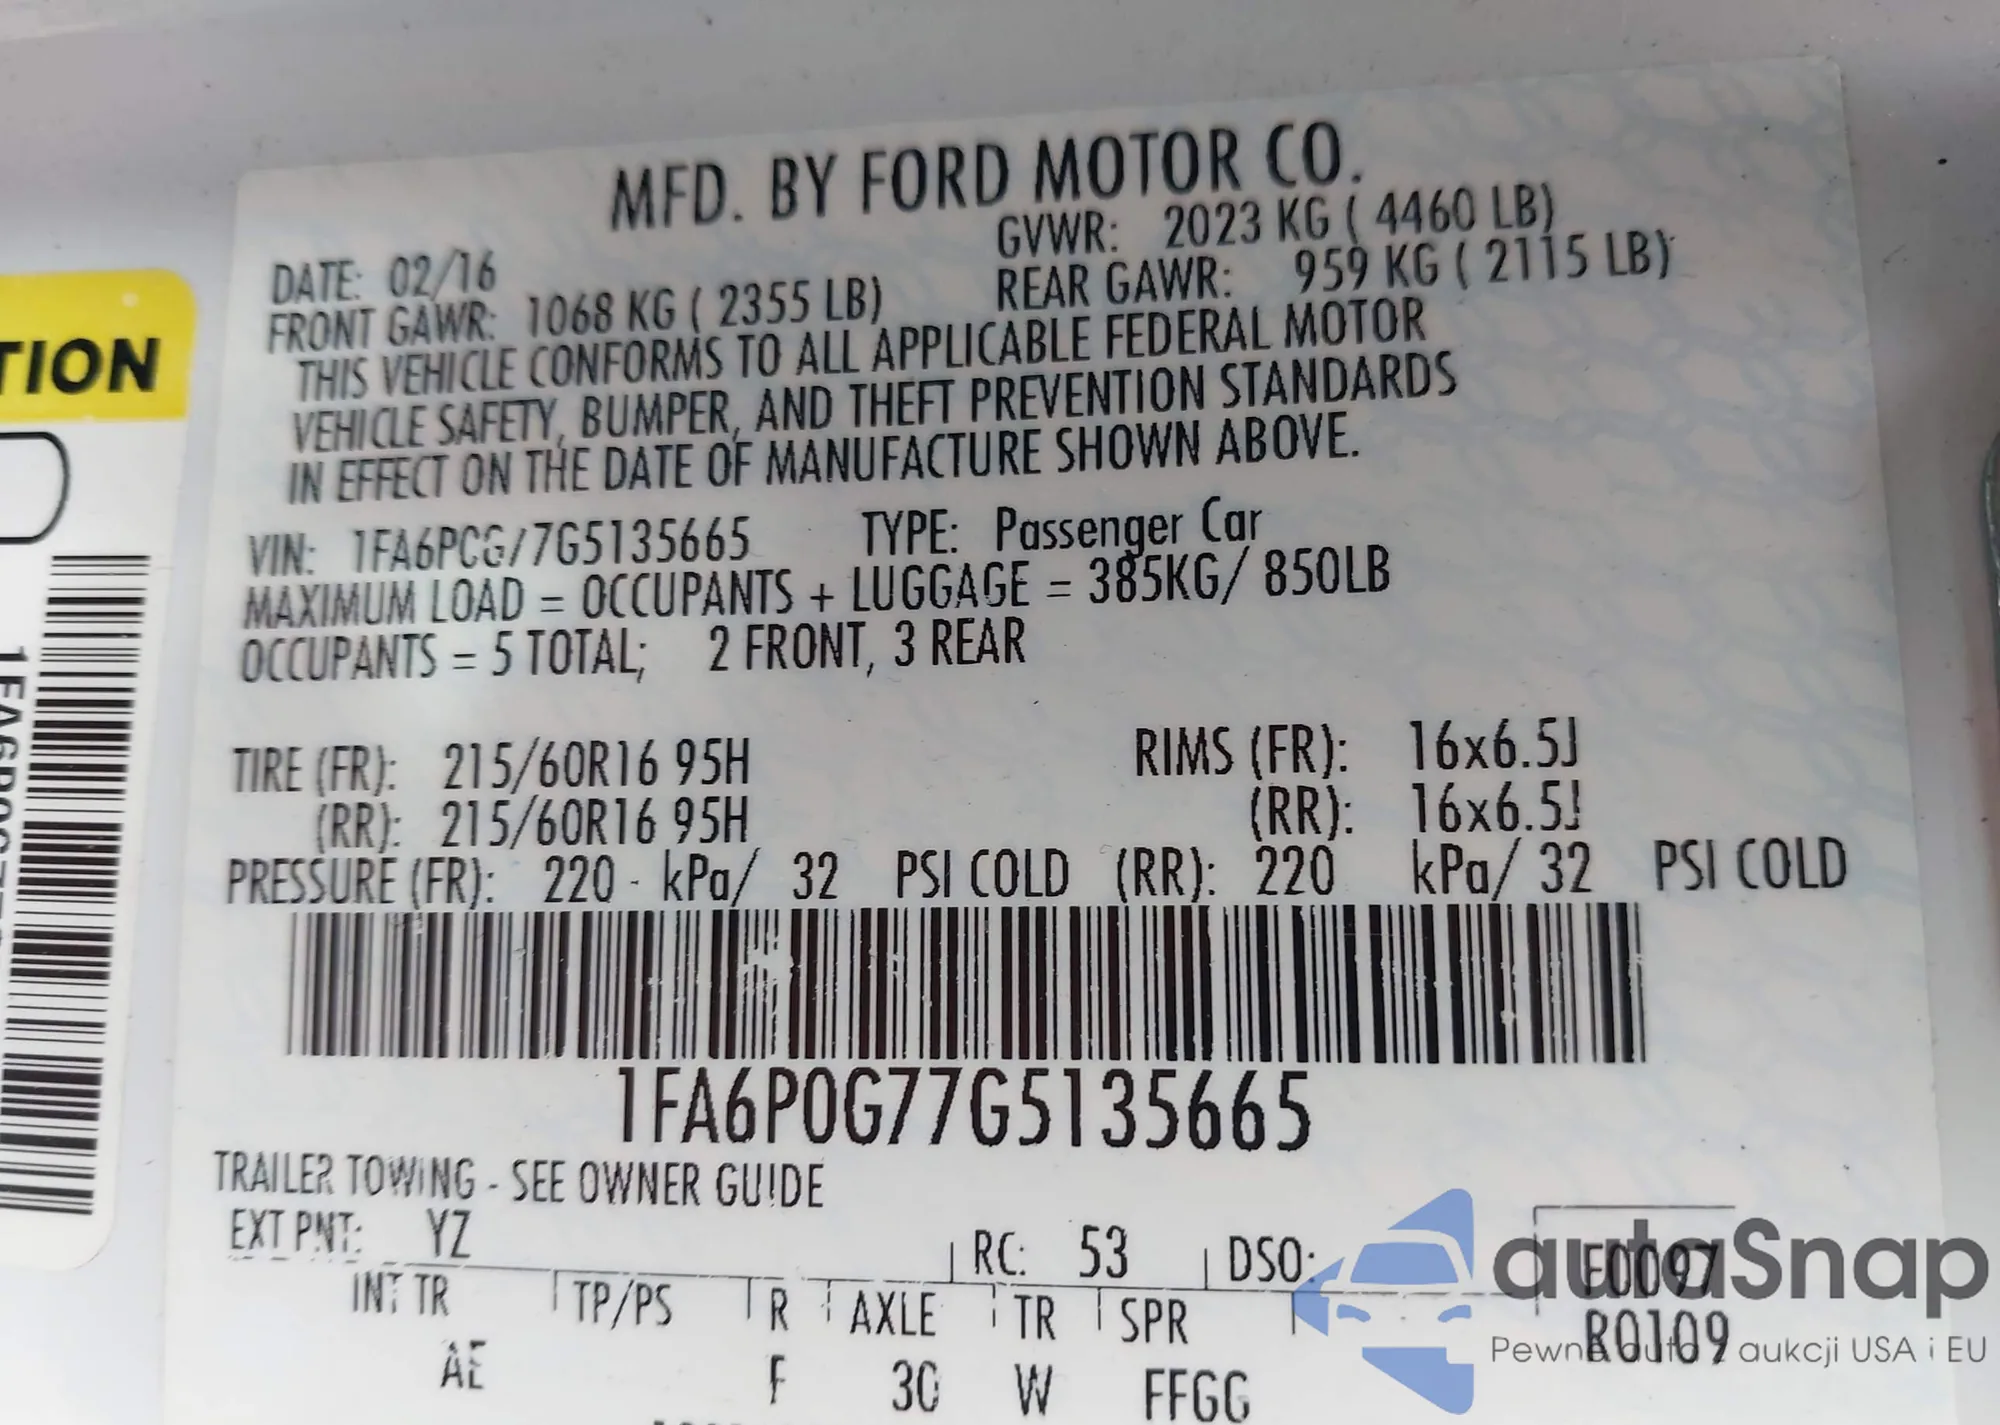 MFD. BY FORD MOTOR CO.
DATE: 02/16 GVWR: 2023 KG ( 4460 LB)
FRONT GAWR: 1068 KG ( 2355 LB) REAR GAWR: 959 KG ( 2115 LB)
THIS VEHICLE CONFORMS TO ALL APPLICABLE FEDERAL MOTOR
VEHICLE SAFETY, BUMPER, AND THEFT PREVENTION STANDARDS
IN EFFECT ON THE DATE OF MANUFACTURE SHOWN ABOVE.
TION
VIN: TYPE: Passenger Car
MAXIMUM LOAD = OCCUPANTS + LUGGAGE = 385KG/ 850LB
OCCUPANTS = 5 TOTAL; 2 FRONT, 3 REAR
TIRE (FR): 215/60R16 95H RIMS (FR): 16x6.5J
(RR): 215/60R16 95H (RR): 16x6.5J
PRESSURE (FR): 220 kPa/ 32 PSI COLD (RR): 220 kPa/ 32 PSI COLD
1FA6P0G77G5135665
TRAILER TOWING - SEE OWNER GUIDE
EXT PNT: YZ RC: 53 DSO:
INT TR TP/PS R AXLE TR SPR
AE F 30 W FFGG
R0109
autaSnap
Pewne auta z aukcji USA i EU